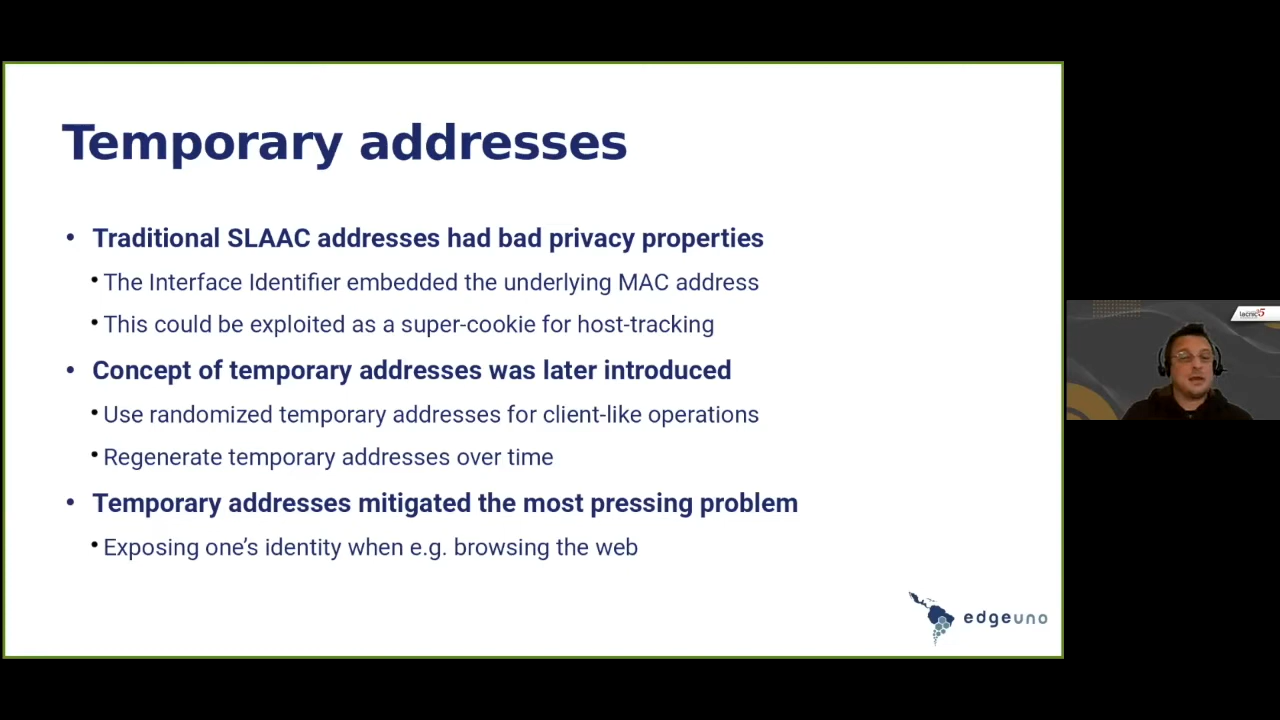 Temporary addresses
• Traditional SLAAC addresses had bad privacy properties
• The Interface Identifier embedded the underlying MAC address
• This could be exploited as a super-cookie for host-tracking
• Concept of temporary addresses was later introduced
• Use randomized temporary addresses for client-like operations
• Regenerate temporary addresses over time
• Temporary addresses mitigated the most pressing problem
• Exposing one’s identity when e.g. browsing the web
edgeuno
lacnic